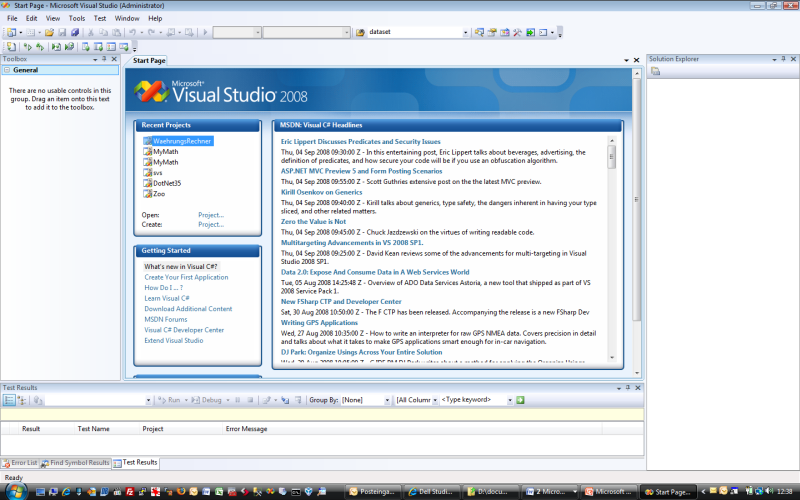 Start Page - Microsoft Visual Studio (Administrator)
File Edit View Tools Test Window Help
dataset
Toolbox
General
There are no usable controls in this
group. Drag an item onto this text
to add it to the toolbox.
Start Page
Microsoft
Visual Studio 2008
Recent Projects
WaehrungsRechner
MyMath
MyMath
svs
DotNet35
Zoo
Open: Project...
Create: Project...
Getting Started
What's new in Visual C#?
Create Your First Application
How Do I ... ?
Learn Visual C#
Download Additional Content
MSDN Forums
Visual C# Developer Center
Extend Visual Studio
MSDN: Visual C# Headlines
Eric Lippert Discusses Predicates and Security Issues
Thu, 04 Sep 2008 09:30:00 Z - In this entertaining post, Eric Lippert talks about beverages, advertising, the
definition of predicates, and how secure your code will be if you use an obfuscation algorithm.
ASP.NET MVC Preview 5 and Form Posting Scenarios
Thu, 04 Sep 2008 09:55:00 Z - Scott Guthries extensive post on the the latest MVC preview.
Kirill Osenkov on Generics
Thu, 04 Sep 2008 09:40:00 Z - Kirill talks about generics, type safety, the dangers inherent in having your type
sliced, and other related matters.
Zero the Value is Not
Thu, 04 Sep 2008 09:45:00 Z - Chuck Jazdzewski on the virtues of writing readable code.
Multitargeting Advancements in VS 2008 SP1.
Thu, 04 Sep 2008 09:25:00 Z - David Kean reviews some of the advancements for multi-targeting in Visual
Studio 2008 SP1.
Data 2.0: Expose And Consume Data in A Web Services World
Tue, 05 Aug 2008 14:25:48 Z - Overview of ADO Data Services Astoria, a new tool that shipped as part of VS
2008 Service Pack 1.
New FSharp CTP and Developer Center
Sat, 30 Aug 2008 10:50:00 Z - The F CTP has been released. Accompanying the release is a new FSharp Dev
Writing GPS Applications
Wed, 27 Aug 2008 10:35:00 Z - How to write an interpreter for raw GPS NMEA data. Covers precision in detail
and talks about what it takes to make GPS applications smart enough for in-car navigation.
DJ Park: Organize Usings Across Your Entire Solution
Solution Explorer
Test Results
Run Debug Group By: [None] [All Column <Type keyword>
Result Test Name Project Error Message
Error List Find Symbol Results Test Results
Ready
Posteinga... Dell Studi... D:\docu... 2 Micro... Microsoft ... Start Page... 12:38